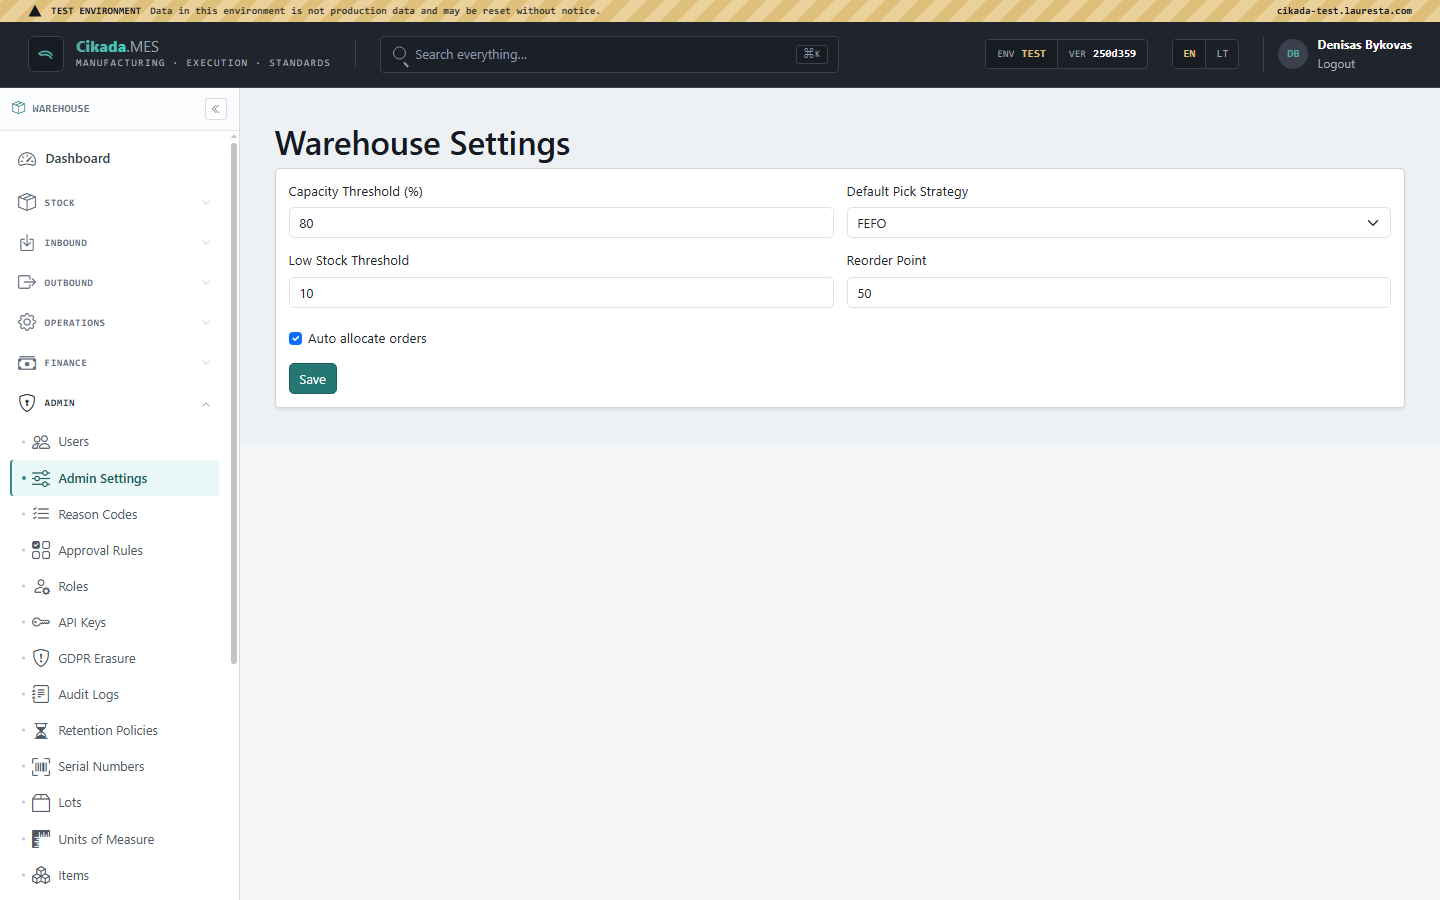 TEST ENVIRONMENT Data in this environment is not production data and may be reset without notice.
cikada-test.lauresta.com
Cikada.MES
MANUFACTURING · EXECUTION · STANDARDS
Search everything...
⌘K
ENV TEST
VER 250d359
EN
LT
DB
Denisas Bykovas
Logout
WAREHOUSE
Dashboard
STOCK
INBOUND
OUTBOUND
OPERATIONS
FINANCE
ADMIN
Users
Admin Settings
Reason Codes
Approval Rules
Roles
API Keys
GDPR Erasure
Audit Logs
Retention Policies
Serial Numbers
Lots
Units of Measure
Items
Warehouse Settings
Capacity Threshold (%)
80
Default Pick Strategy
FEFO
Low Stock Threshold
10
Reorder Point
50
Auto allocate orders
Save